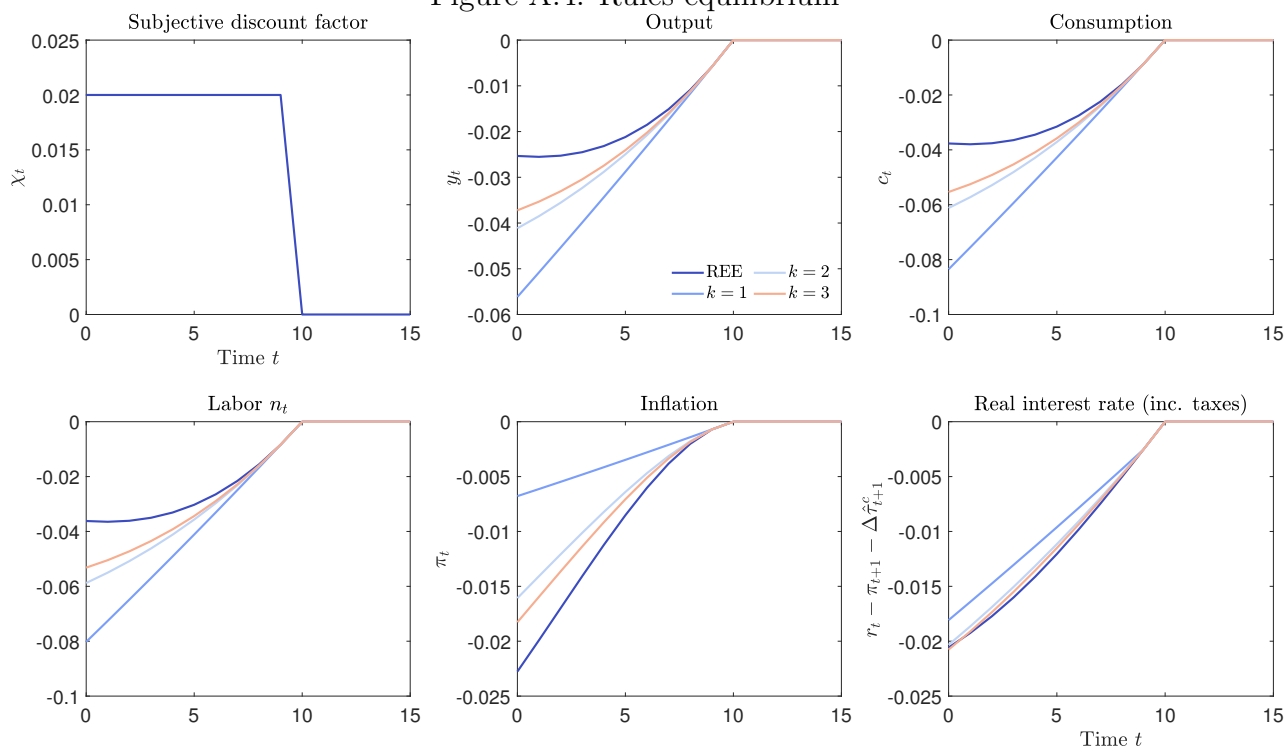 Figure A.4: Rules equilibrium
Subjective discount factor
0.025
0.02
0.015
0.01
0.005
0
χt
0 5 10 15
Time t
Output
0
-0.01
-0.02
-0.03
-0.04
-0.05
-0.06
yt
REE
k = 1
k = 2
k = 3
0 5 10 15
Consumption
0
-0.02
-0.04
-0.06
-0.08
-0.1
ct
0 5 10 15
Labor nt
0
-0.02
-0.04
-0.06
-0.08
-0.1
0 5 10 15
Inflation
0
-0.005
-0.01
-0.015
-0.02
-0.025
πt
0 5 10 15
Real interest rate (inc. taxes)
0
-0.005
-0.01
-0.015
-0.02
-0.025
rt − πt+1 − Δτ̂ct+1
0 5 10 15
Time t